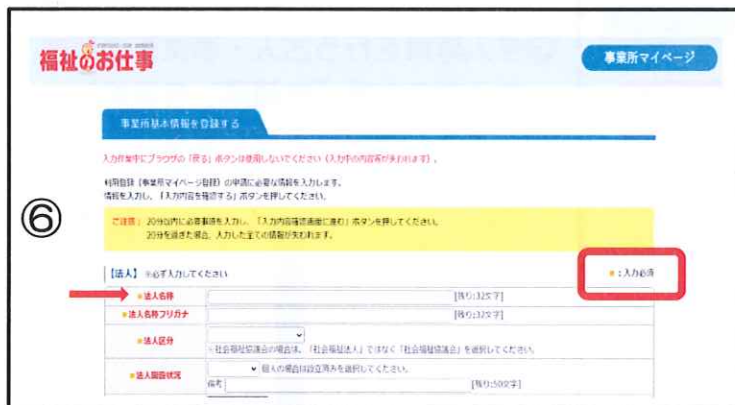 福祉のお仕事
事業所マイページ
事業所基本情報を登録する
入力作業中にブラウザの「戻る」ボタンは使用しないでください（入力中の内容等が失われます）。
利用登録（事業所マイページ登録）の申請に必要な情報を入力します。
情報を入力し、「入力内容を確認する」ボタンを押してください。
⑥
ご注意： 20分以内に必要事項を入力し、「入力内容確認画面に進む」ボタンを押してください。
20分を過ぎた場合、入力した全ての情報が失われます。
【法人】 ※必ず入力してください
：入力必須
法人名称 [残り:32文字]
法人名称フリガナ [残り:32文字]
法人区分
※社会福祉協議会の場合は、「社会福祉法人」ではなく「社会福祉協議会」を選択してください。
法人設立状況 個人の場合は設立済みを選択してください。
備考 [残り:50文字]